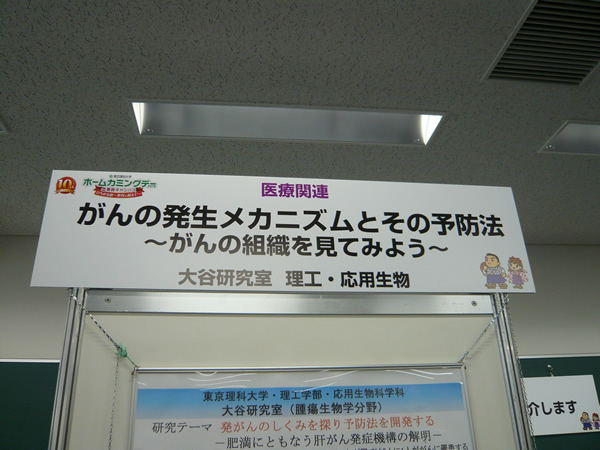 10th
ホームカミングデー
医療関連
がんの発生メカニズムとその予防法
～がんの組織を見てみよう～
大谷研究室 理工・応用生物
東京理科大学・理工学部・応用生物科学科
大谷研究室（腫瘍生物学分野）
研究テーマ 発がんのしくみを探り予防法を開発する
－肥満にともなう肝がん発症機構の解明－
介します